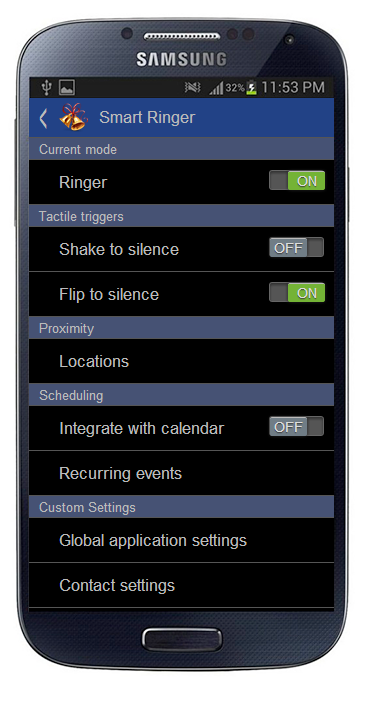 SAMSUNG
32% 11:53 PM
Smart Ringer
Current mode
Ringer ON
Tactile triggers
Shake to silence OFF
Flip to silence ON
Proximity
Locations
Scheduling
Integrate with calendar OFF
Recurring events
Custom Settings
Global application settings
Contact settings